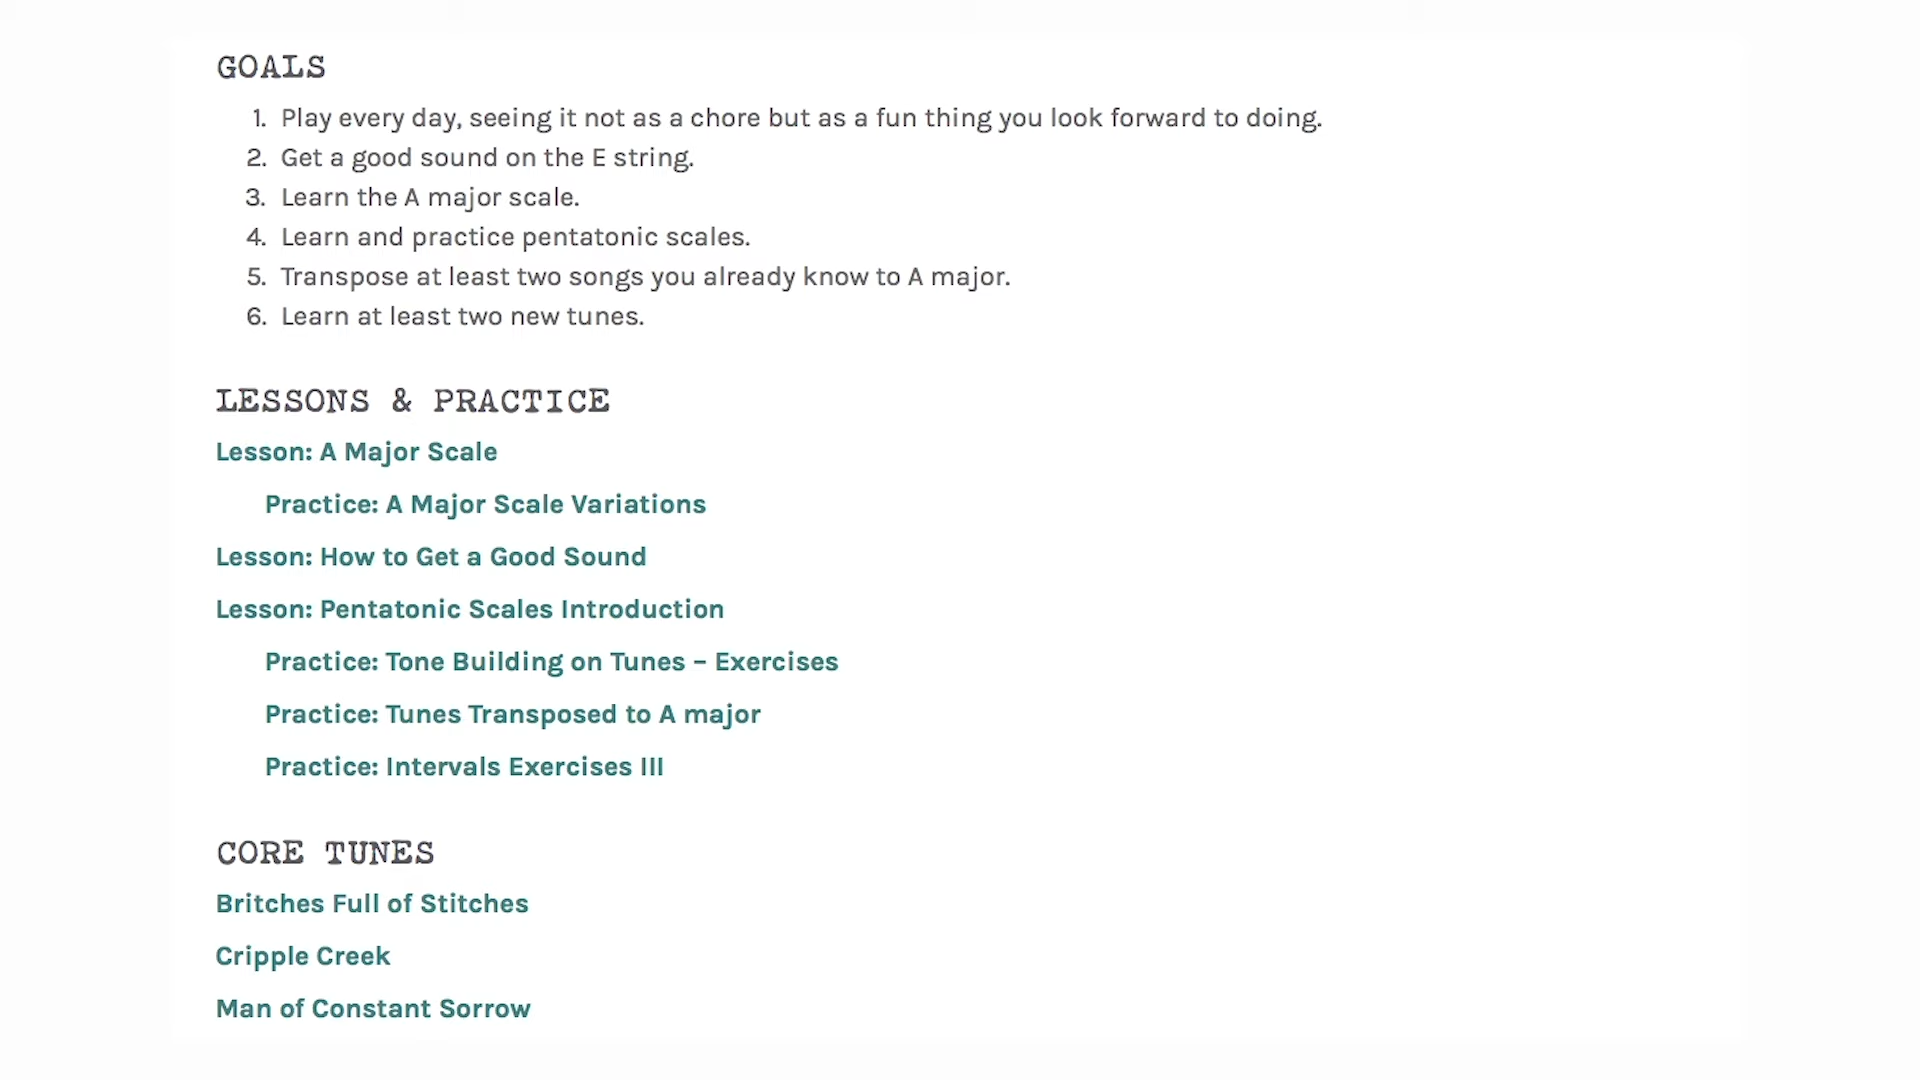 GOALS
1. Play every day, seeing it not as a chore but as a fun thing you look forward to doing.
2. Get a good sound on the E string.
3. Learn the A major scale.
4. Learn and practice pentatonic scales.
5. Transpose at least two songs you already know to A major.
6. Learn at least two new tunes.
LESSONS & PRACTICE
Lesson: A Major Scale
Practice: A Major Scale Variations
Lesson: How to Get a Good Sound
Lesson: Pentatonic Scales Introduction
Practice: Tone Building on Tunes – Exercises
Practice: Tunes Transposed to A major
Practice: Intervals Exercises III
CORE TUNES
Britches Full of Stitches
Cripple Creek
Man of Constant Sorrow